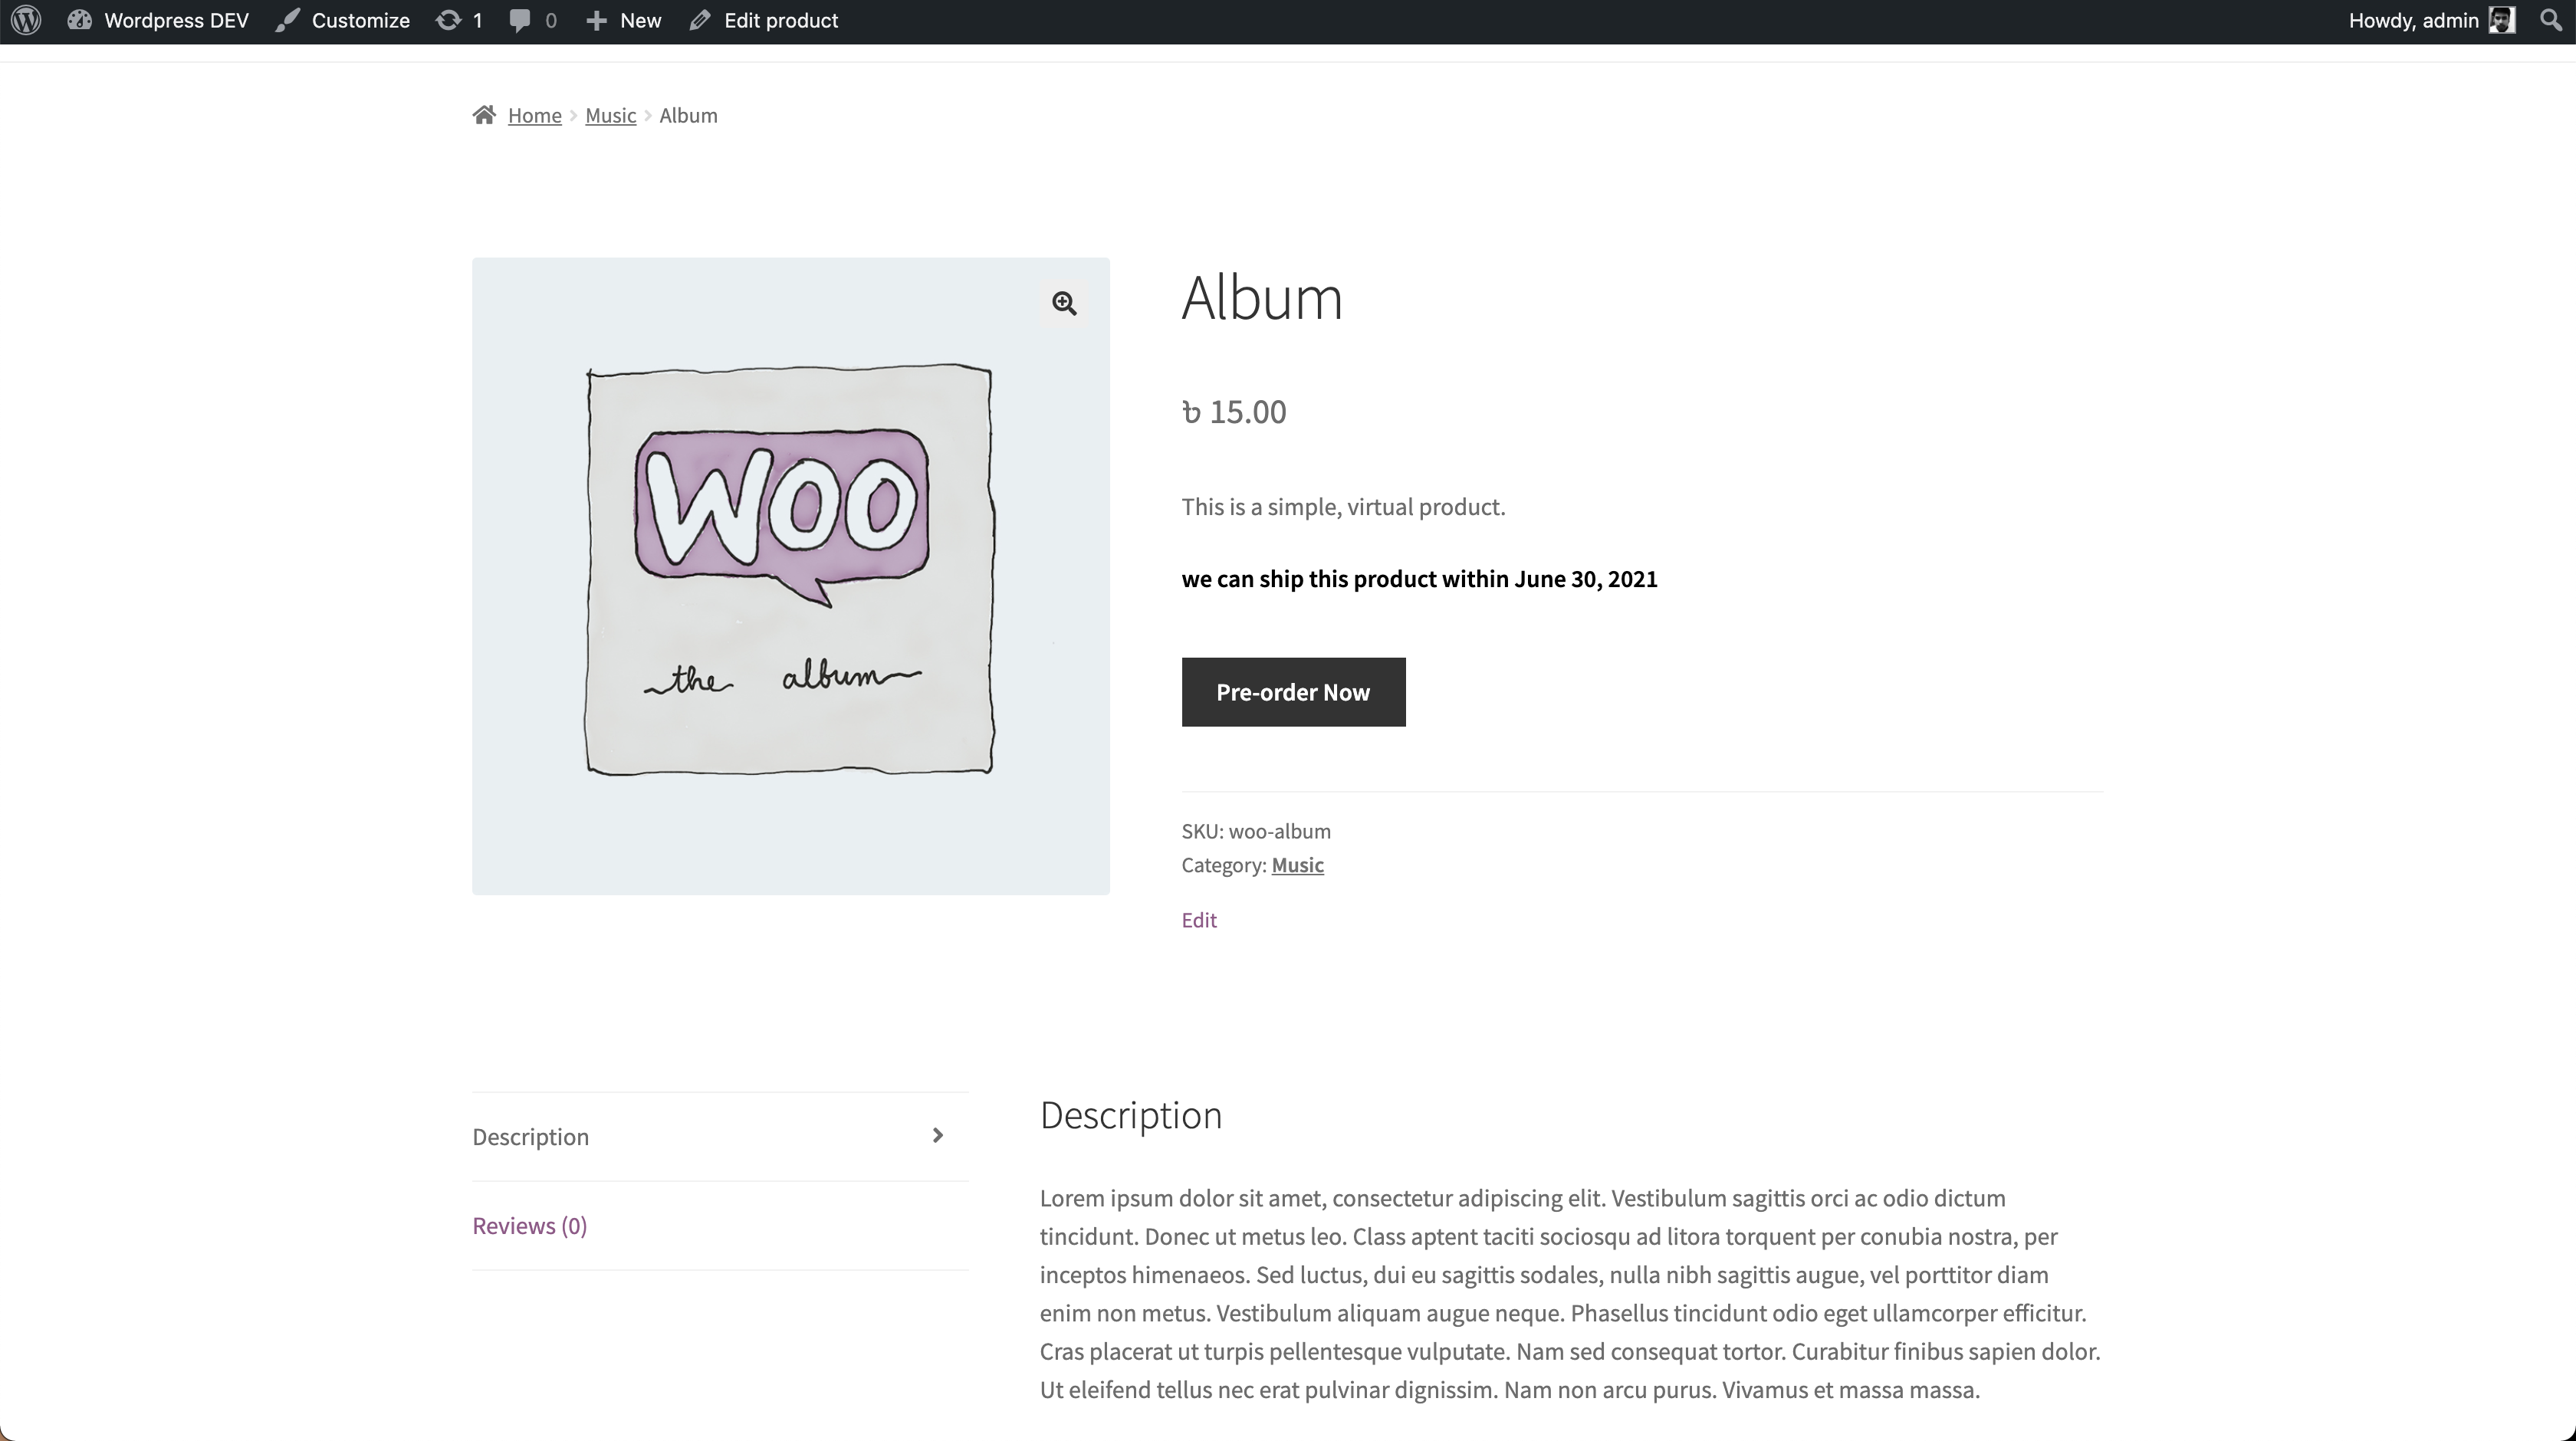 Wordpress DEV Customize 1 0 New Edit product Howdy, admin
Home Music Album
Album
৳ 15.00
This is a simple, virtual product.
we can ship this product within June 30, 2021
Pre-order Now
WOO
the album
SKU: woo-album
Category: Music
Edit
Description
Reviews (0)
Description
Lorem ipsum dolor sit amet, consectetur adipiscing elit. Vestibulum sagittis orci ac odio dictum
tincidunt. Donec ut metus leo. Class aptent taciti sociosqu ad litora torquent per conubia nostra, per
inceptos himenaeos. Sed luctus, dui eu sagittis sodales, nulla nibh sagittis augue, vel porttitor diam
enim non metus. Vestibulum aliquam augue neque. Phasellus tincidunt odio eget ullamcorper efficitur.
Cras placerat ut turpis pellentesque vulputate. Nam sed consequat tortor. Curabitur finibus sapien dolor.
Ut eleifend tellus nec erat pulvinar dignissim. Nam non arcu purus. Vivamus et massa massa.